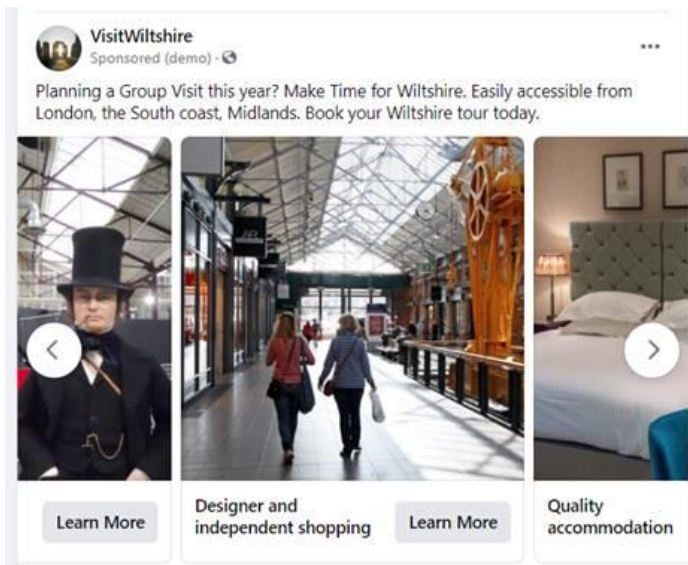 VisitWiltshire
Sponsored (demo) ·
Planning a Group Visit this year? Make Time for Wiltshire. Easily accessible from
London, the South coast, Midlands. Book your Wiltshire tour today.
Learn More
Designer and
independent shopping
Learn More
Quality
accommodation